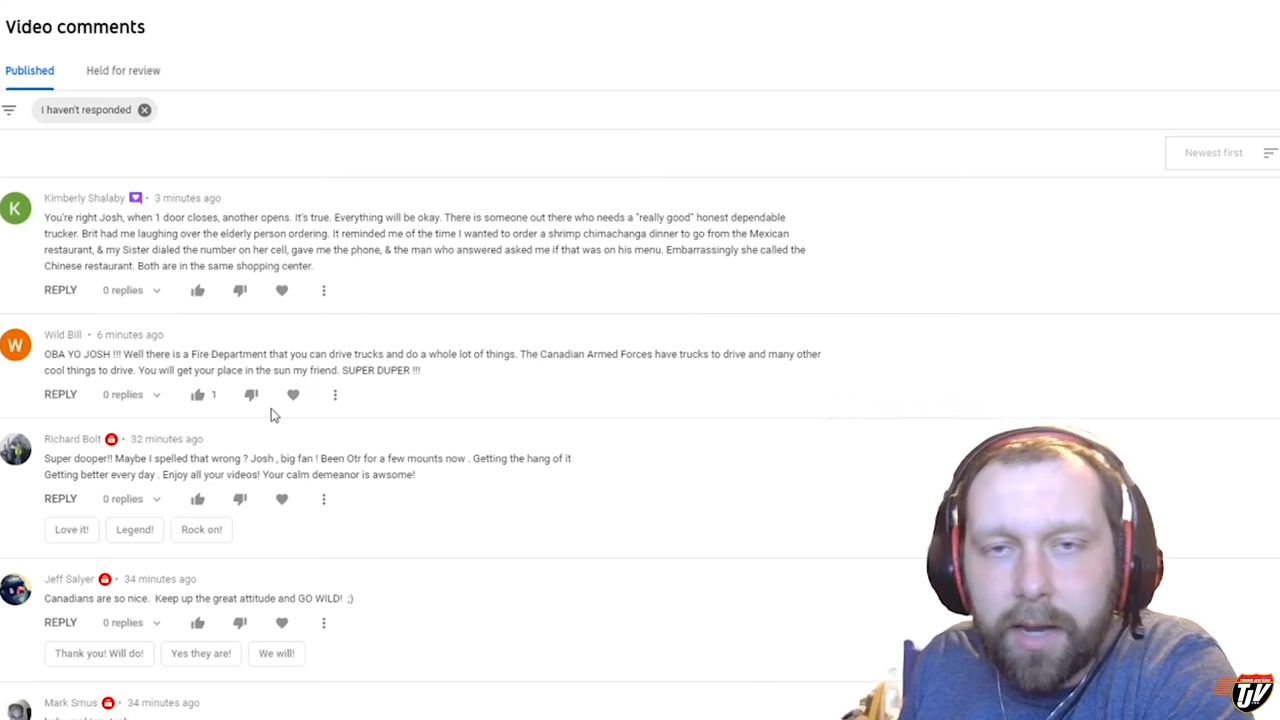 Video comments
Published Held for review
I haven't responded
Newest first
K Kimberly Shalaby • 3 minutes ago
You're right Josh, when 1 door closes, another opens. It's true. Everything will be okay. There is someone out there who needs a "really good" honest dependable
trucker. Brit had me laughing over the elderly person ordering. It reminded me of the time I wanted to order a shrimp chimachanga dinner to go from the Mexican
restaurant, & my Sister dialed the number on her cell, gave me the phone, & the man who answered asked me if that was on his menu. Embarrassingly she called the
Chinese restaurant. Both are in the same shopping center.
REPLY 0 replies
W Wild Bill • 6 minutes ago
OBA YO JOSH !!! Well there is a Fire Department that you can drive trucks and do a whole lot of things. The Canadian Armed Forces have trucks to drive and many other
cool things to drive. You will get your place in the sun my friend. SUPER DUPER !!!
REPLY 0 replies 1
Richard Bolt • 32 minutes ago
Super dooper!! Maybe I spelled that wrong ? Josh , big fan ! Been Otr for a few mounts now . Getting the hang of it
Getting better every day . Enjoy all your videos! Your calm demeanor is awsome!
REPLY 0 replies
Love it! Legend! Rock on!
Jeff Salyer • 34 minutes ago
Canadians are so nice. Keep up the great attitude and GO WILD! ;)
REPLY 0 replies
Thank you! Will do! Yes they are! We will!
Mark Smus • 34 minutes ago
TJV